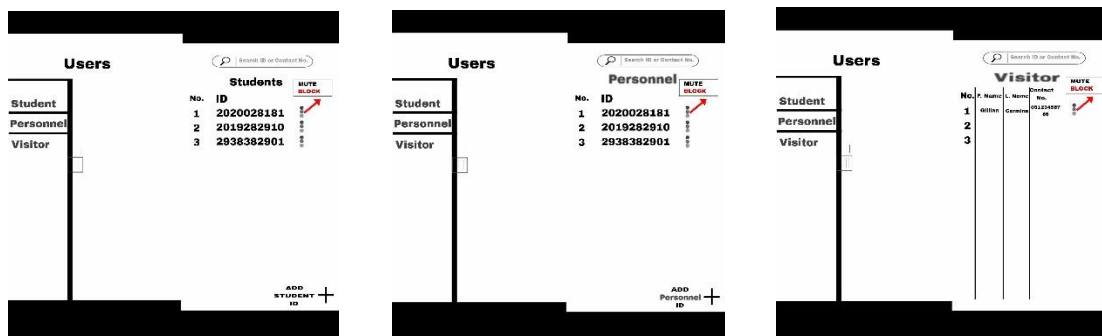 Users
Student
Personnel
Visitor
Search ID or Contact No.
Students
MUTE
BLOCK
No. ID
1 2020028181
2 2019282910
3 2938382901
ADD
STUDENT
ID
Users
Student
Personnel
Visitor
Search ID or Contact No.
Personnel
MUTE
BLOCK
No. ID
1 2020028181
2 2019282910
3 2938382901
ADD
Personnel
ID
Users
Student
Personnel
Visitor
Search ID or Contact No.
Visitor
MUTE
BLOCK
No. F. Name L. Name Contact No.
1 Gillian
2
3